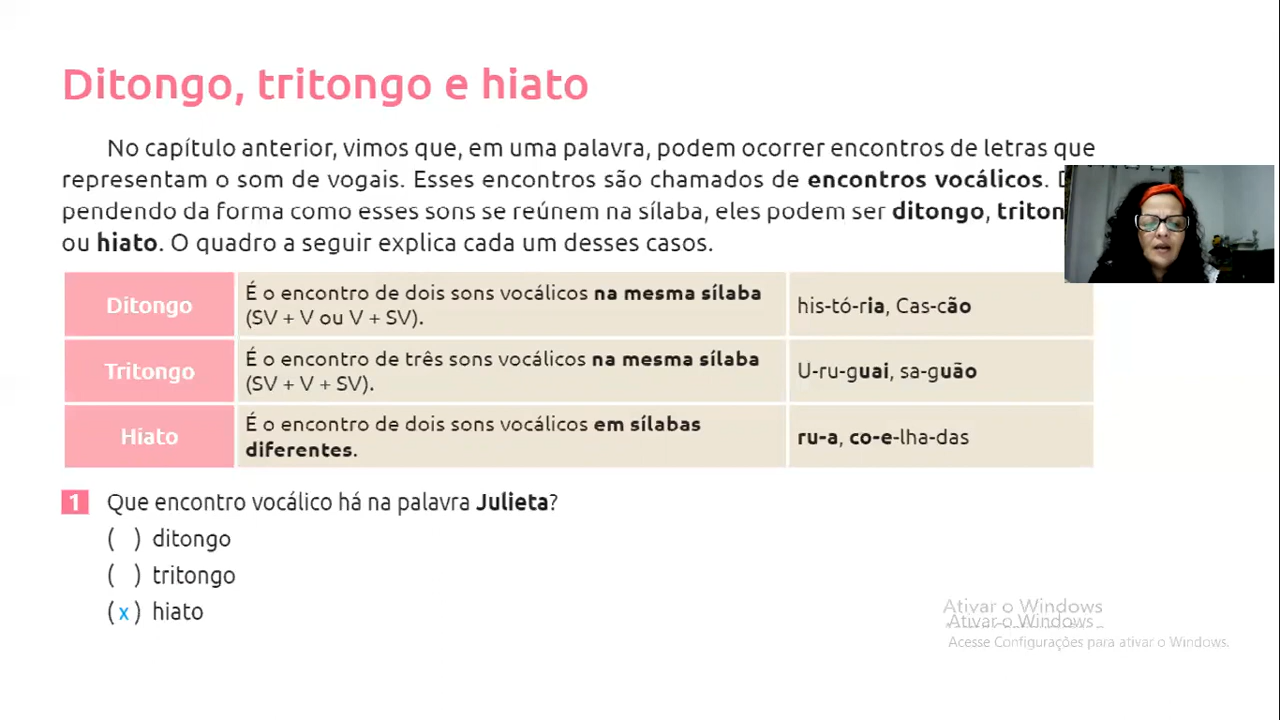 Ditongo, tritongo e hiato
No capítulo anterior, vimos que, em uma palavra, podem ocorrer encontros de letras que
representam o som de vogais. Esses encontros são chamados de encontros vocálicos.
pendendo da forma como esses sons se reúnem na sílaba, eles podem ser ditongo,
ou hiato. O quadro a seguir explica cada um desses casos.
Ditongo
É o encontro de dois sons vocálicos na mesma sílaba
(SV + V ou V + SV).
his-tó-ria, Cas-cão
Tritongo
É o encontro de três sons vocálicos na mesma sílaba
(SV + V + SV).
U-ru-guai, sa-guão
Hiato
É o encontro de dois sons vocálicos em sílabas
diferentes.
ru-a, co-e-lha-das
1 Que encontro vocálico há na palavra Julieta?
( ) ditongo
( ) tritongo
(x) hiato
Ativar o Windows
Ativar o Windows
Acesse Configurações para ativar o Windows.